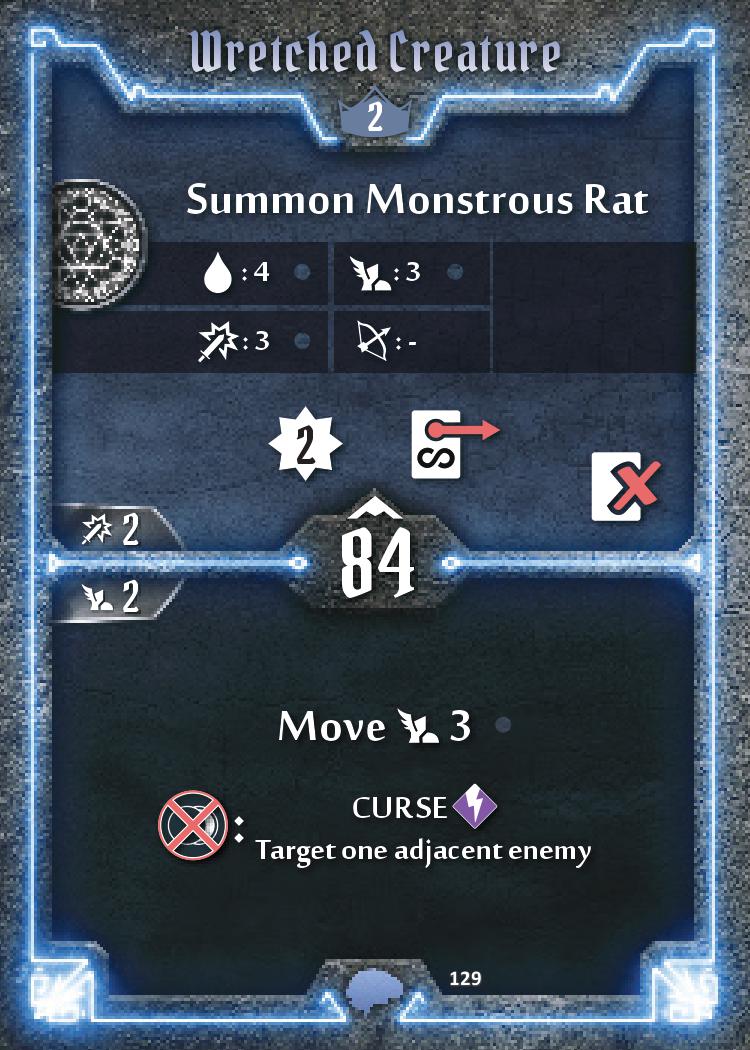 Wretched Creature
2
Summon Monstrous Rat
: 4
: 3
: 3
: -
2
2
84
2
Move 3
: CURSE
Target one adjacent enemy
129